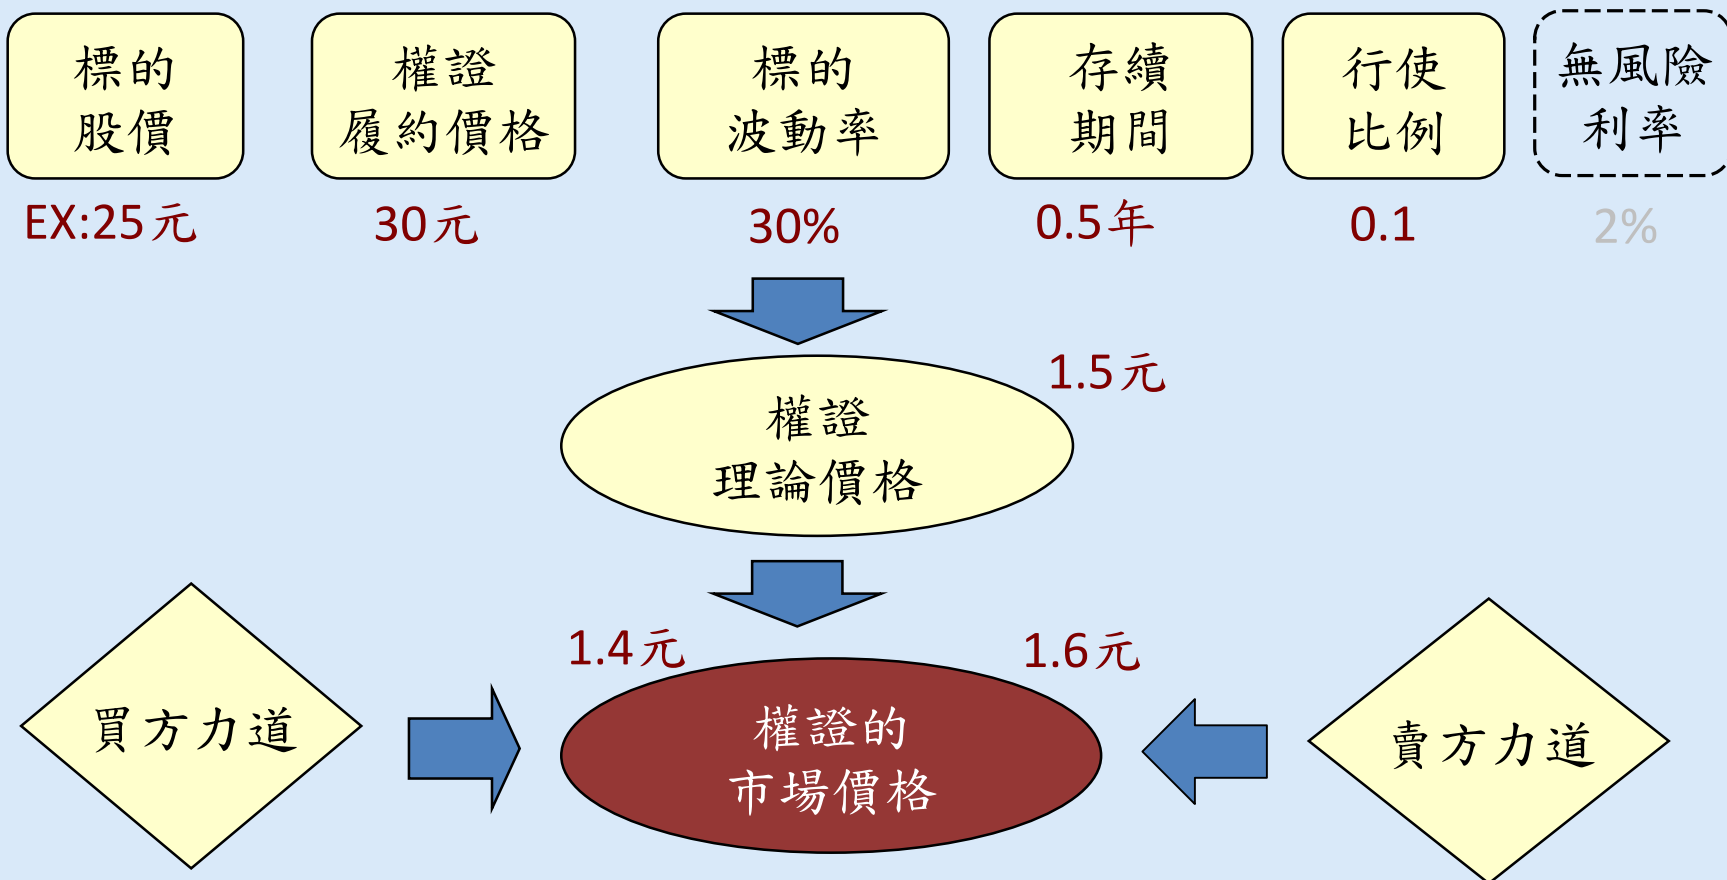 標的
股價
權證
履約價格
標的
波動率
存續
期間
行使
比例
無風險
利率
EX:25元
30元
30%
0.5年
0.1
2%
1.5元
權證
理論價格
1.4元
1.6元
買方力道
權證的
市場價格
賣方力道